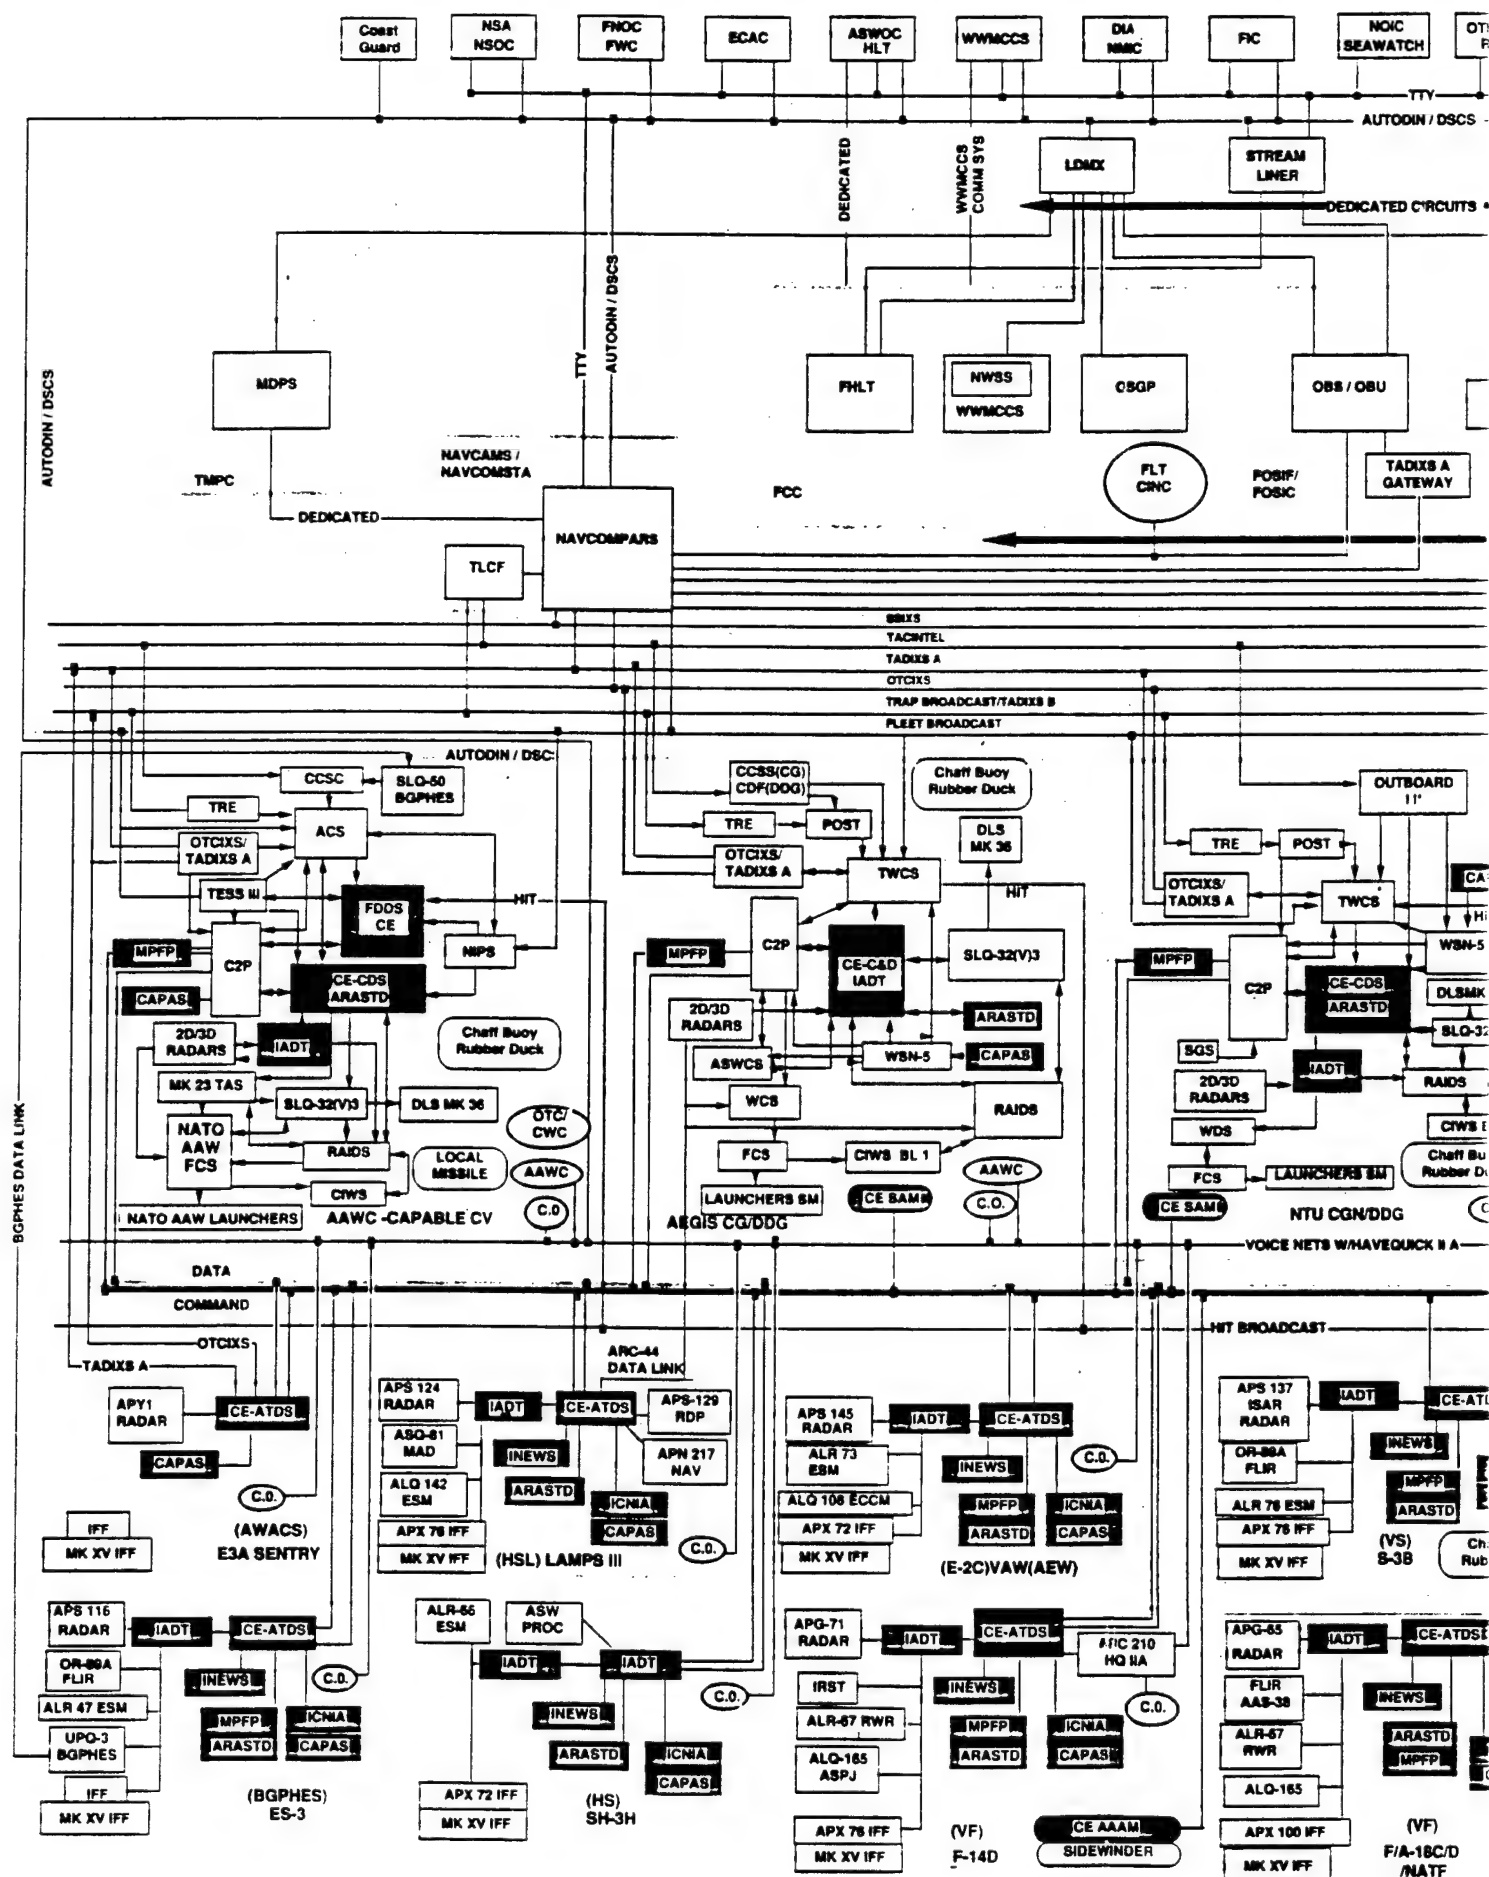 Coast
Guard
NSA
NSOC
FNOC
FWC
ECAC
ASWOC
HLT
WWMCCS
DIA
NMIC
FIC
NOIC
SEAWATCH
TTY
AUTODIN / DSCS
LDMX
STREAM
LINER
DEDICATED
WWMCCS
COMM SYS
DEDICATED CIRCUITS
AUTODIN / DSCS
TTY
AUTODIN / DSCS
MDPS
FHLT
NWSS
WWMCCS
OSGP
OBS / OBU
NAVCAMS /
NAVCOMSTA
TMPC
FCC
FLT
CINC
FOSIF/
FOSIC
TADIXS A
GATEWAY
DEDICATED
NAVCOMPARS
TLCF
SSIXS
TACINTEL
TADIXS A
OTCIXS
TRAP BROADCAST/TADIXS B
FLEET BROADCAST
AUTODIN / DSC
BGPHES DATA LINK
CCSC
SLQ-50
BGPHES
TRE
ACS
OTCIXS/
TADIXS A
TESS III
FDDS
CE
HIT
MPFP
C2P
NIPS
CAPAS
CE-CDS
ARASTD
2D/3D
RADARS
IADT
Chaff Buoy
Rubber Duck
MK 23 TAS
SLQ-32(V)3
DLS MK 36
NATO
AAW
FCS
RAIDS
LOCAL
MISSILE
CIWS
NATO AAW LAUNCHERS
AAWC -CAPABLE CV
OTC/
CWC
AAWC
C.O
CCSS(CG)
CDF(DDG)
Chaff Buoy
Rubber Duck
TRE
POST
DLS
MK 36
OTCIXS/
TADIXS A
TWCS
HIT
MPFP
C2P
CE-C&D
IADT
SLQ-32(V)3
2D/3D
RADARS
ARASTD
ASWCS
WSN-5
CAPAS
WCS
RAIDS
FCS
CIWS BL 1
AAWC
LAUNCHERS SM
CE SAM
C.O.
AEGIS CG/DDG
OUTBOARD
TRE
POST
OTCIXS/
TADIXS A
TWCS
WSN-5
MPFP
C2P
CE-CDS
ARASTD
SGS
IADT
2D/3D
RADARS
RAIDS
WDS
FCS
LAUNCHERS SM
CE SAM
NTU CGN/DDG
VOICE NETS W/HAVEQUICK II A
DATA
COMMAND
HIT BROADCAST
OTCIXS
TADIXS A
ARC-44
DATA LINK
APY1
RADAR
CE-ATDS
CAPAS
C.O.
(AWACS)
E3A SENTRY
IFF
MK XV IFF
APS 124
RADAR
IADT
CE-ATDS
APS-129
RDP
ASQ-81
MAD
INEWS
APN 217
NAV
ALQ 142
ESM
ARASTD
ICNIA
CAPAS
APX 76 IFF
MK XV IFF
(HSL) LAMPS III
C.O.
APS 145
RADAR
IADT
CE-ATDS
ALR 73
ESM
INEWS
C.O.
ALQ 108 ECCM
MPFP
ARASTD
ICNIA
CAPAS
APX 72 IFF
MK XV IFF
(E-2C)VAW(AEW)
APS 137
ISAR
RADAR
IADT
OR-89A
FLIR
INEWS
MPFP
ARASTD
ALR 76 ESM
APX 76 IFF
MK XV IFF
(VS)
S-3B
APS 116
RADAR
IADT
CE-ATDS
OR-89A
FLIR
INEWS
C.O.
ALR 47 ESM
MPFP
ARASTD
ICNIA
CAPAS
UPQ-3
BGPHES
IFF
MK XV IFF
(BGPHES)
ES-3
ALR-66
ESM
ASW
PROC
IADT
IADT
INEWS
C.O.
ARASTD
ICNIA
CAPAS
APX 72 IFF
MK XV IFF
(HS)
SH-3H
APG-71
RADAR
IADT
CE-ATDS
ARC 210
HQ IIA
IRST
INEWS
C.O.
ALR-67 RWR
MPFP
ARASTD
ICNIA
CAPAS
ALQ-165
ASPJ
APX 76 IFF
MK XV IFF
(VF)
F-14D
CE AAAM
SIDEWINDER
APG-65
RADAR
IADT
CE-ATDS
FLIR
AAS-38
INEWS
ALR-67
RWR
ARASTD
MPFP
ALQ-165
APX 100 IFF
MK XV IFF
(VF)
F/A-18C/D
/NATF